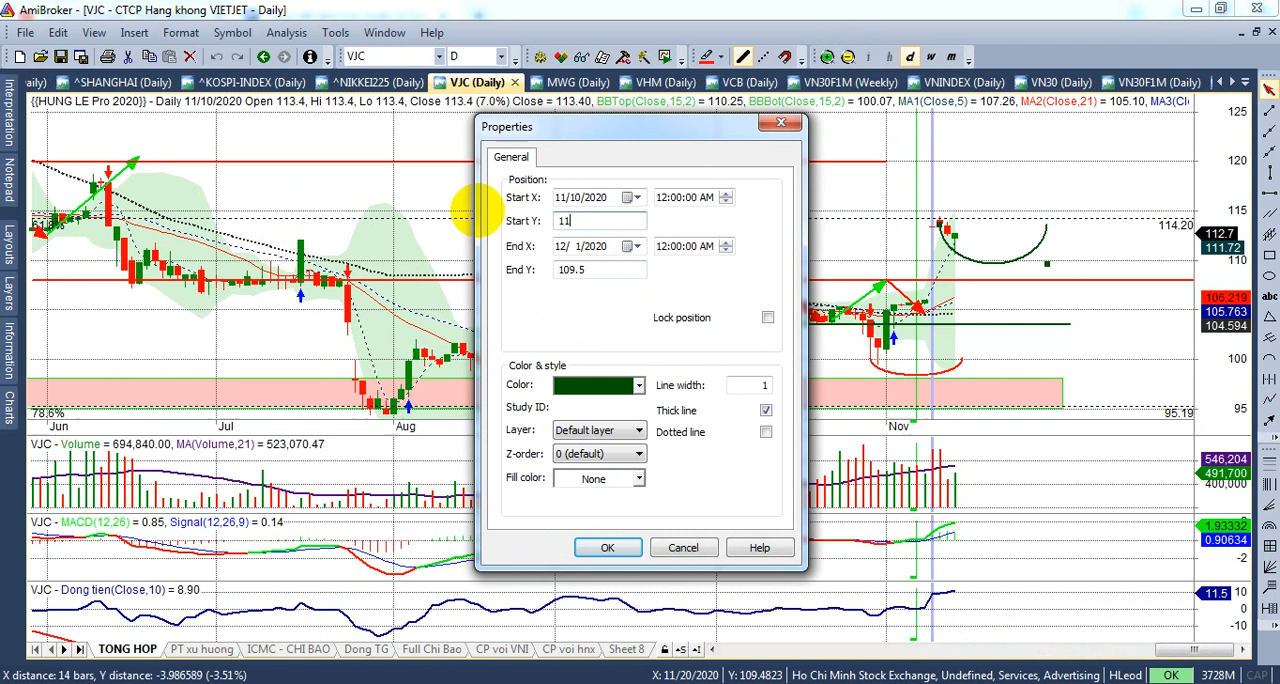 AmiBroker - [VJC - CTCP Hang khong VIETJET - Daily]
File Edit View Insert Format Symbol Analysis Tools Window Help
VJC D i d w m
aily) ^SHANGHAI (Daily) ^KOSPI-INDEX (Daily) ^NIKKEI225 (Daily) VJC (Daily) MWG (Daily) VHM (Daily) VCB (Daily) VN30F1M (Weekly) VNINDEX (Daily) VN30 (Daily) VN30F1M (Daily)
{{HUNG LE Pro 2020}} - Daily 11/10/2020 Open 113.4, Hi 113.4, Lo 113.4, Close 113.4 (7.0%) Close = 113.40, BBTop(Close,15,2) = 110.25, BBBot(Close,15,2) = 100.07, MA1(Close,5) = 107.26, MA2(Close,21) = 105.10, MA3(Cl
Interpretation
Notepad
Layouts
Layers
Information
Charts
Properties
General
Position:
Start X: 11/10/2020 12:00:00 AM
Start Y: 11
End X: 12/ 1/2020 12:00:00 AM
End Y: 109.5
Lock position
Color & style
Color: Line width: 1
Study ID: Thick line
Layer: Default layer Dotted line
Z-order: 0 (default)
Fill color: None
OK Cancel Help
125
120
115
114.20
112.7
111.72
110
106.219
105.763
104.594
100
95.19
95
61.8%
78.6%
Jun Jul Aug Nov
abc
VJC - Volume = 694,840.00, MA(Volume,21) = 523,070.47
546,204
491,700
400,000
VJC - MACD(12,26) = 0.85, Signal(12,26,9) = 0.14
1.93332
0.90634
-2
VJC - Dong tien(Close,10) = 8.90
11.5 10
0
-10
TONG HOP PT xu huong ICMC - CHI BAO Dong TG Full Chi Bao CP voi VNI CP voi hnx Sheet 8
X distance: 14 bars, Y distance: -3.986589 (-3.51%) X: 11/20/2020 Y: 109.4823 Ho Chi Minh Stock Exchange, Undefined, Services, Advertising HLeod OK 3728M CAP